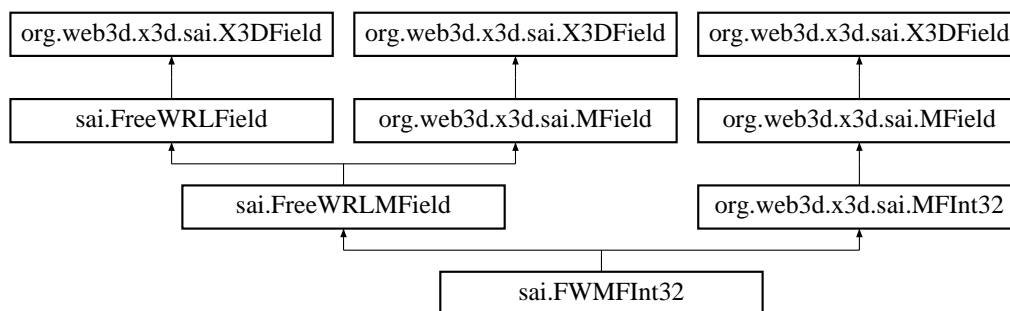 org.web3d.x3d.sai.X3DField
org.web3d.x3d.sai.X3DField
org.web3d.x3d.sai.X3DField
sai.FreeWRLField
org.web3d.x3d.sai.MField
org.web3d.x3d.sai.MField
sai.FreeWRLMField
org.web3d.x3d.sai.MFInt32
sai.FWMFInt32